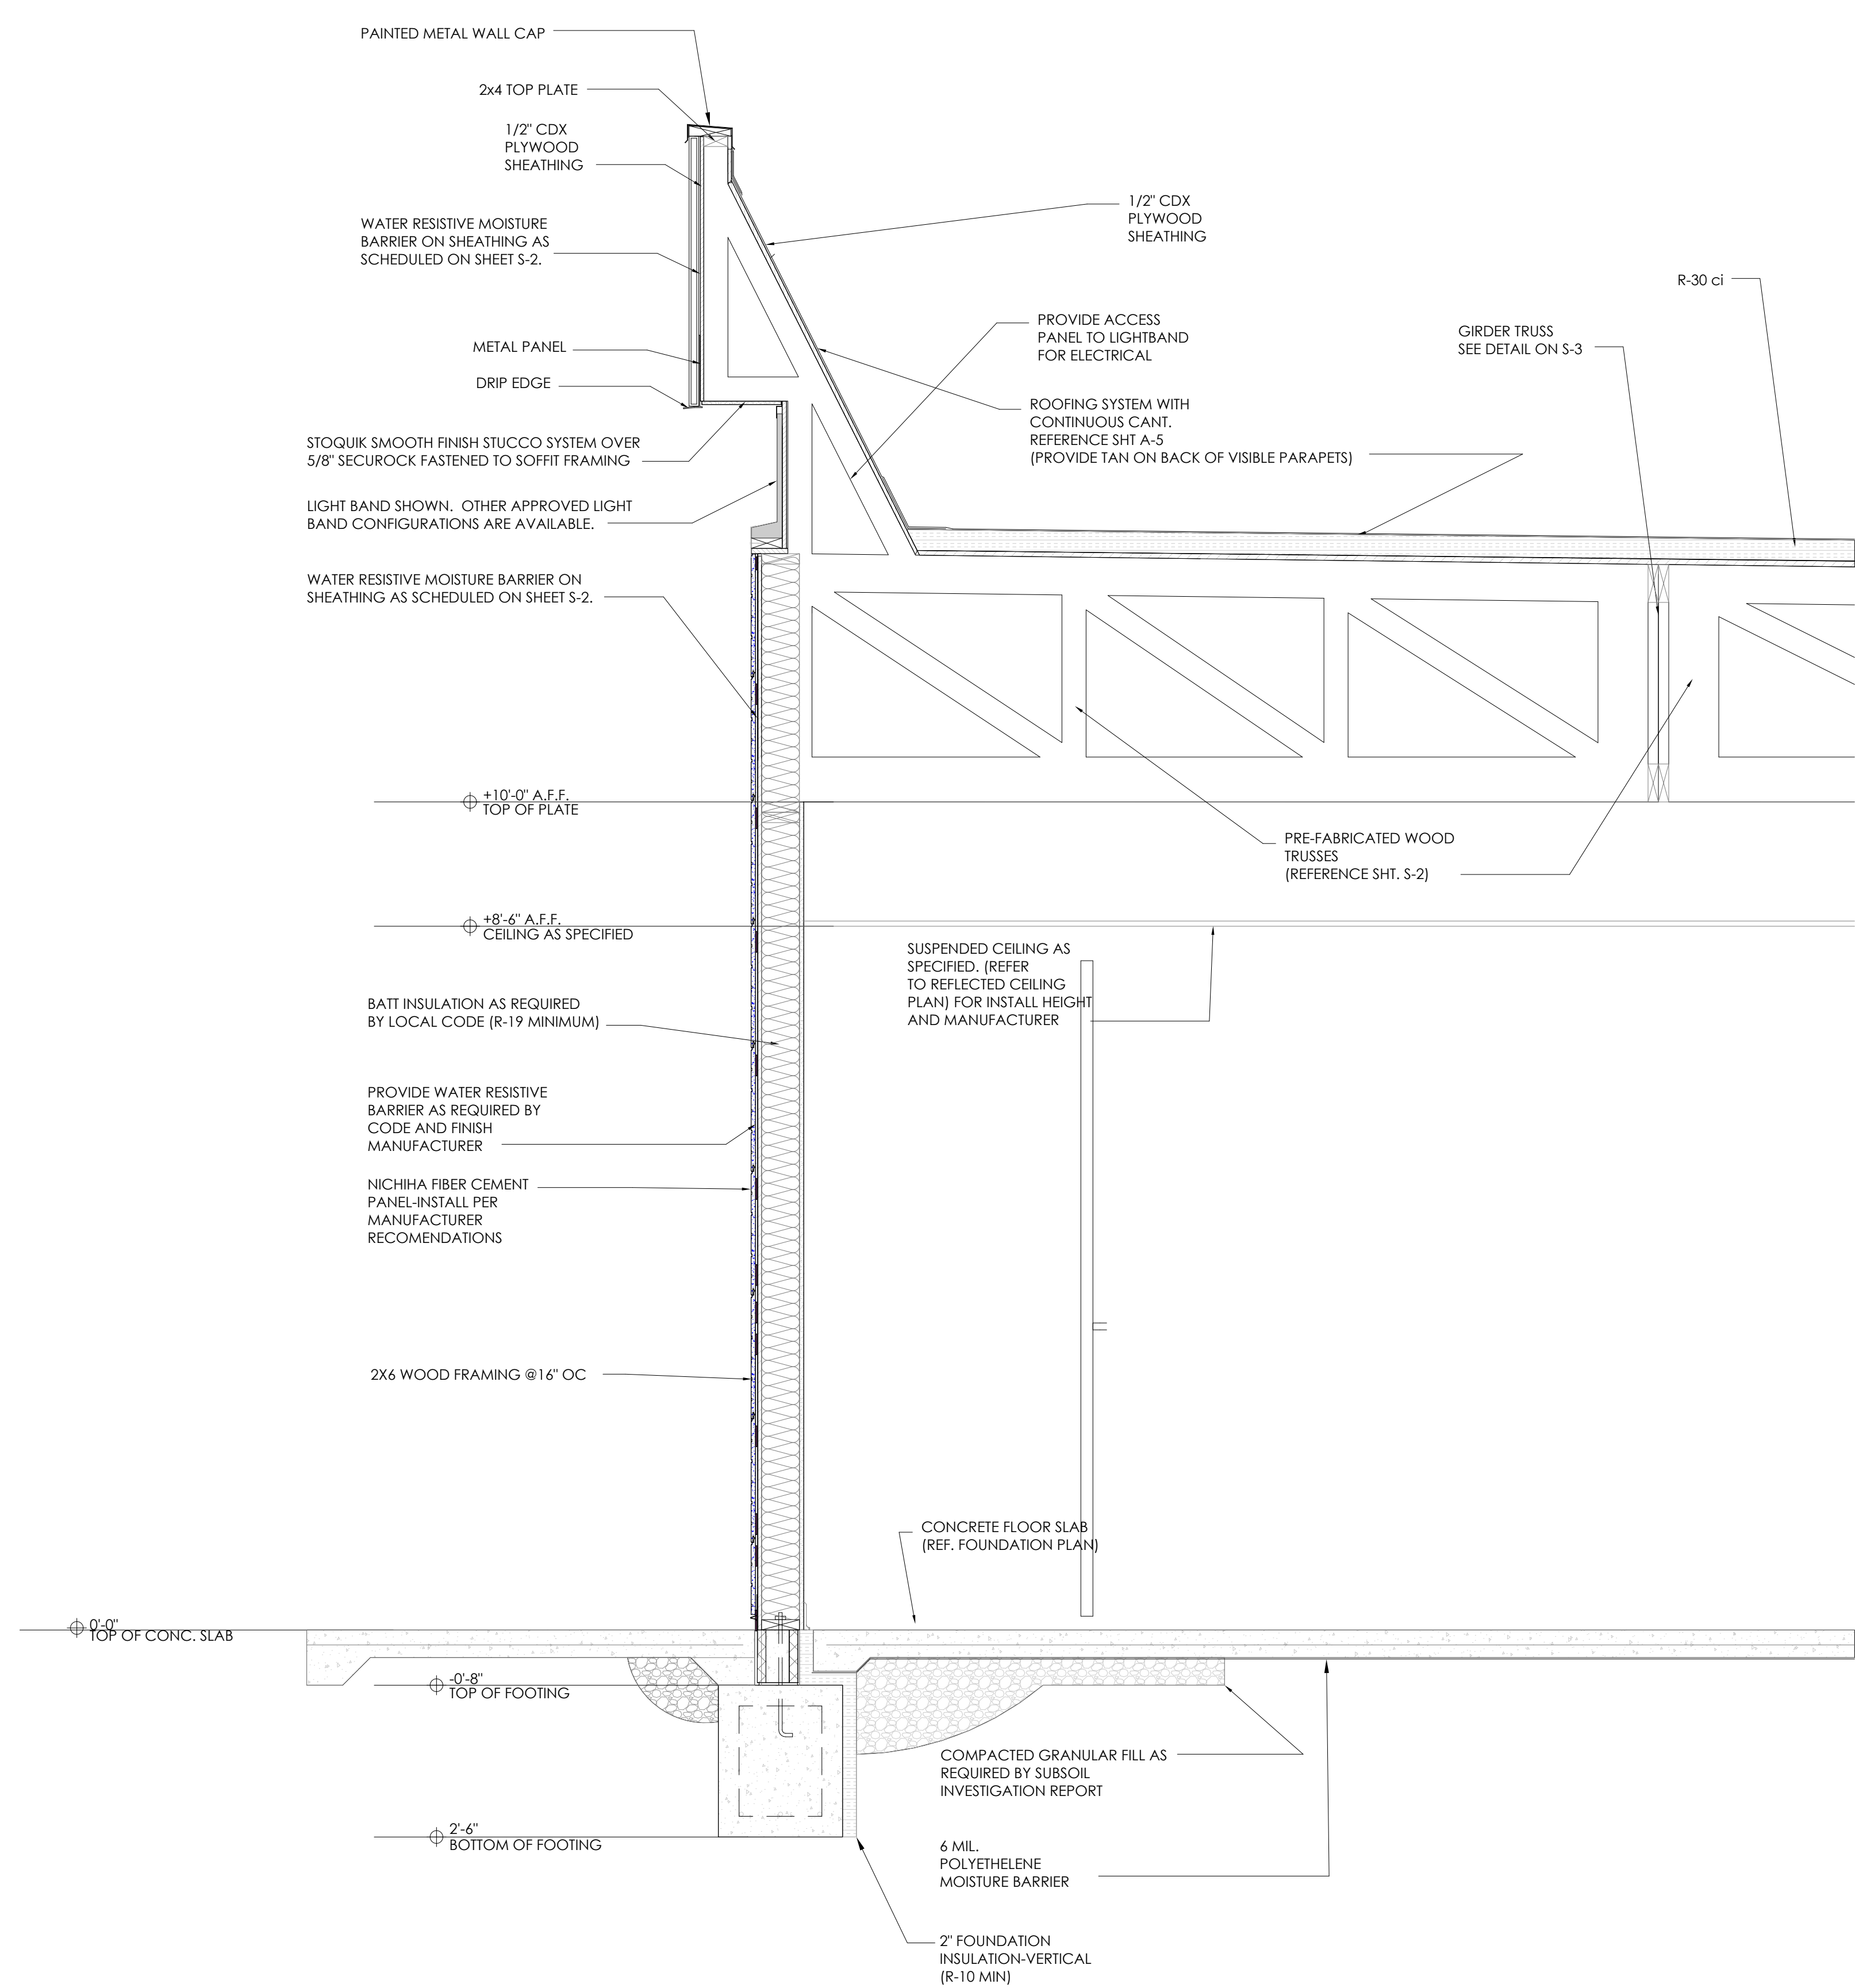 PAINTED METAL WALL CAP
2x4 TOP PLATE
1/2" CDX
PLYWOOD
SHEATHING
WATER RESISTIVE MOISTURE
BARRIER ON SHEATHING AS
SCHEDULED ON SHEET S-2.
METAL PANEL
DRIP EDGE
STOQUIK SMOOTH FINISH STUCCO SYSTEM OVER
5/8" SECUROCK FASTENED TO SOFFIT FRAMING
LIGHT BAND SHOWN. OTHER APPROVED LIGHT
BAND CONFIGURATIONS ARE AVAILABLE.
WATER RESISTIVE MOISTURE BARRIER ON
SHEATHING AS SCHEDULED ON SHEET S-2.
1/2" CDX
PLYWOOD
SHEATHING
PROVIDE ACCESS
PANEL TO LIGHTBAND
FOR ELECTRICAL
ROOFING SYSTEM WITH
CONTINUOUS CANT.
REFERENCE SHT A-5
(PROVIDE TAN ON BACK OF VISIBLE PARAPETS)
R-30 ci
GIRDER TRUSS
SEE DETAIL ON S-3
+10'-0" A.F.F.
TOP OF PLATE
PRE-FABRICATED WOOD
TRUSSES
(REFERENCE SHT. S-2)
+8'-6" A.F.F.
CEILING AS SPECIFIED
SUSPENDED CEILING AS
SPECIFIED. (REFER
TO REFLECTED CEILING
PLAN) FOR INSTALL HEIGHT
AND MANUFACTURER
BATT INSULATION AS REQUIRED
BY LOCAL CODE (R-19 MINIMUM)
PROVIDE WATER RESISTIVE
BARRIER AS REQUIRED BY
CODE AND FINISH
MANUFACTURER
NICHIHA FIBER CEMENT
PANEL-INSTALL PER
MANUFACTURER
RECOMENDATIONS
2X6 WOOD FRAMING @16" OC
CONCRETE FLOOR SLAB
(REF. FOUNDATION PLAN)
0'-0"
TOP OF CONC. SLAB
-0'-8"
TOP OF FOOTING
COMPACTED GRANULAR FILL AS
REQUIRED BY SUBSOIL
INVESTIGATION REPORT
2'-6"
BOTTOM OF FOOTING
6 MIL.
POLYETHELENE
MOISTURE BARRIER
2" FOUNDATION
INSULATION-VERTICAL
(R-10 MIN)